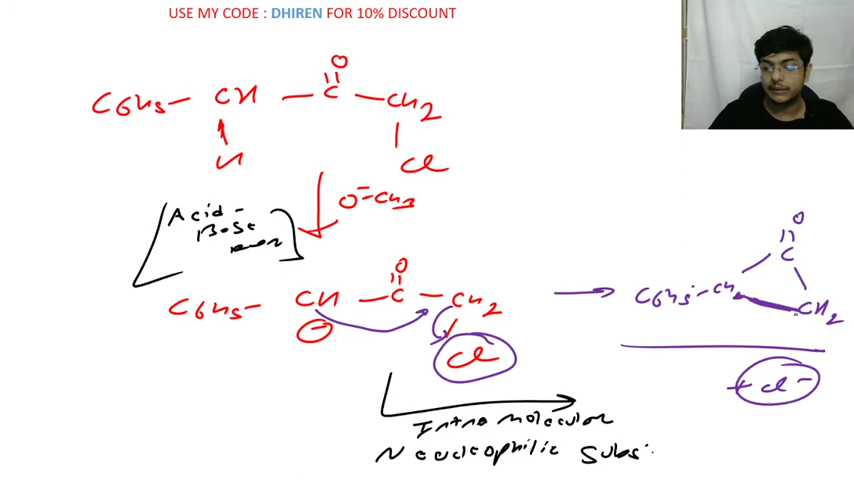 USE MY CODE : DHIREN FOR 10% DISCOUNT
O
C6H5— CH — C — CH2
H
Cl
O⁻-CH3
Acid-
Base
O
C6H5— CH — C — CH2
⊖
Cl
O
C
C6H5-CH
CH2
+ Cl⁻
Intramolecular
Neucleophilic Subs